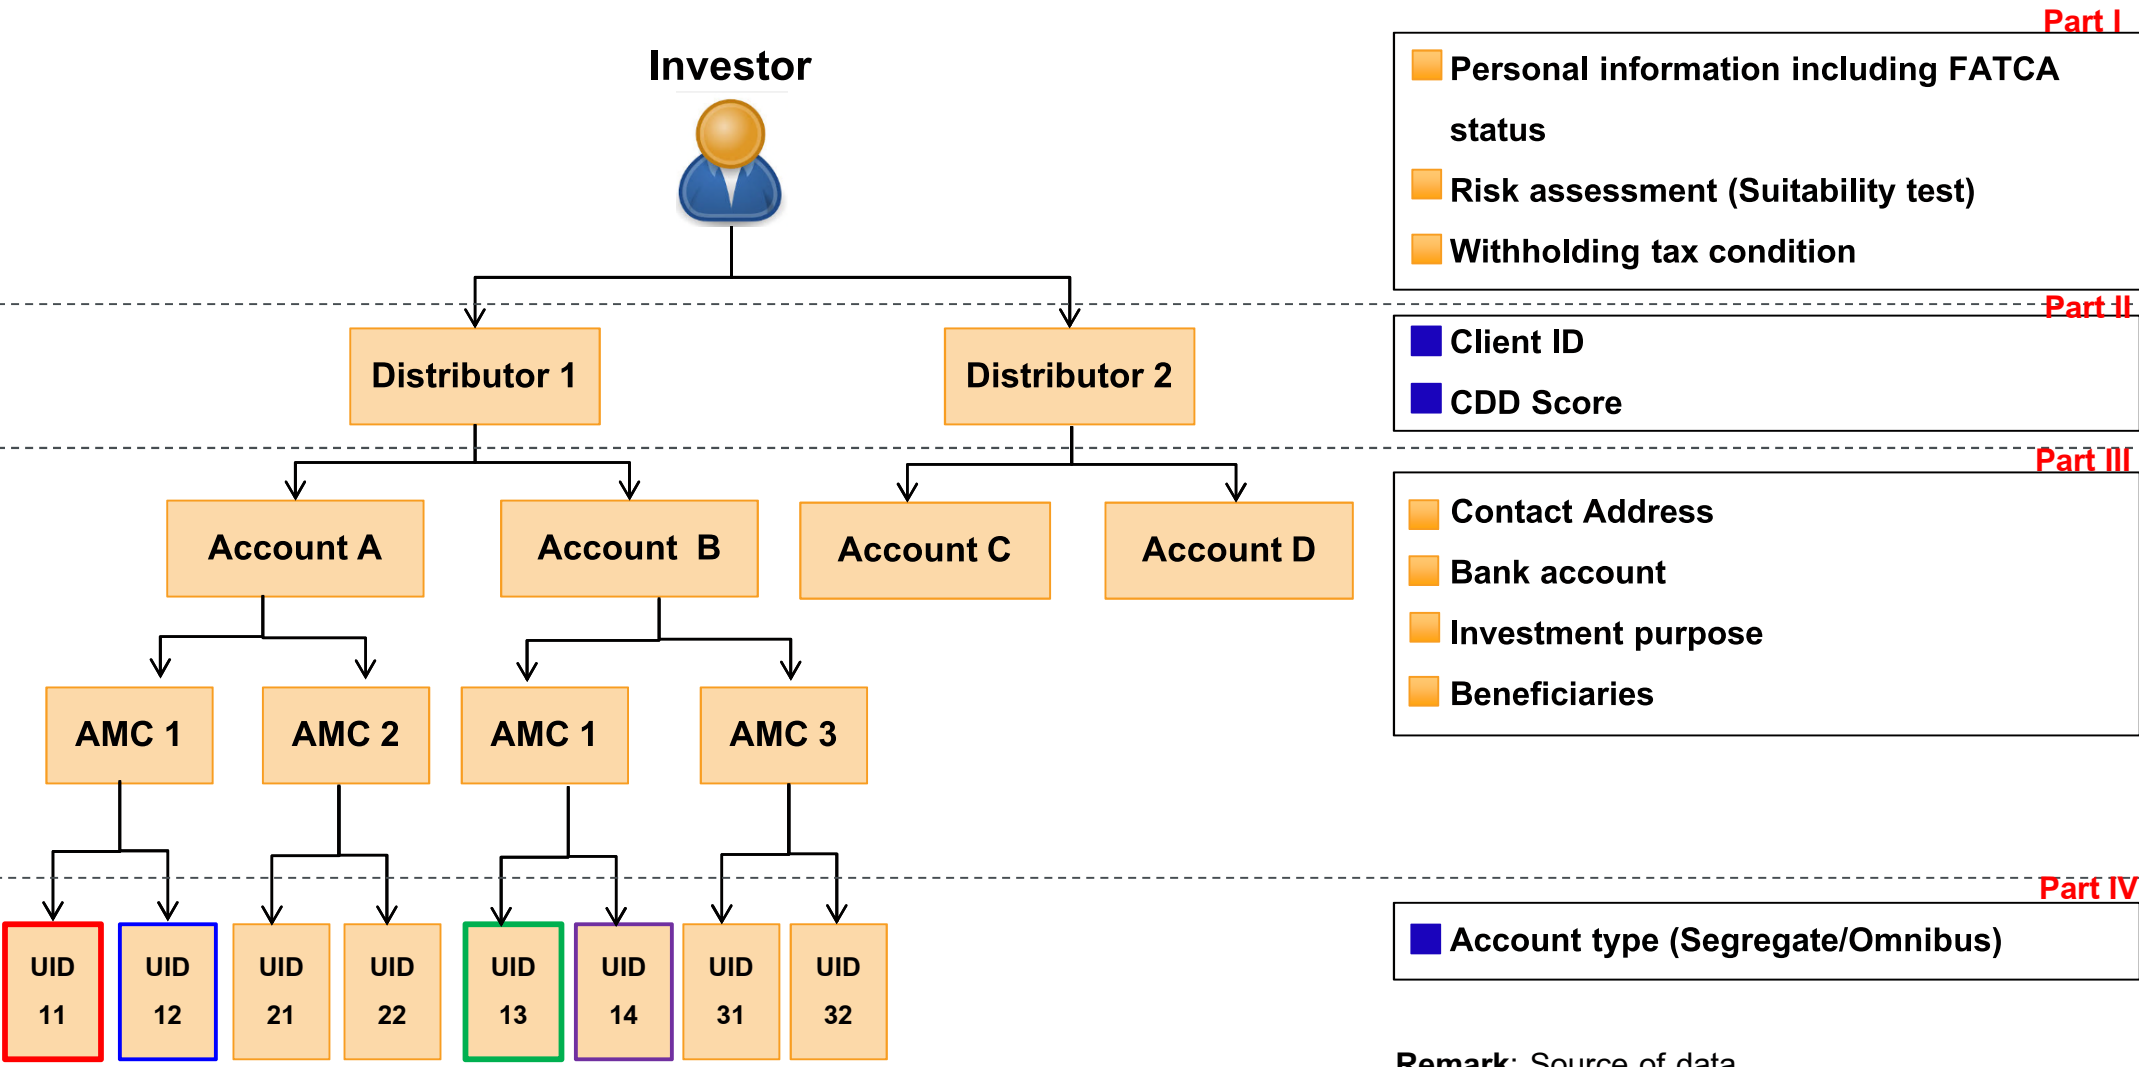 Part I
Investor
Personal information including FATCA
status
Risk assessment (Suitability test)
Withholding tax condition
Part II
Distributor 1
Distributor 2
Client ID
CDD Score
Part III
Account A
Account B
Account C
Account D
Contact Address
Bank account
Investment purpose
Beneficiaries
AMC 1
AMC 2
AMC 1
AMC 3
Part IV
Account type (Segregate/Omnibus)
UID
11
UID
12
UID
21
UID
22
UID
13
UID
14
UID
31
UID
32
Remark: Source of data